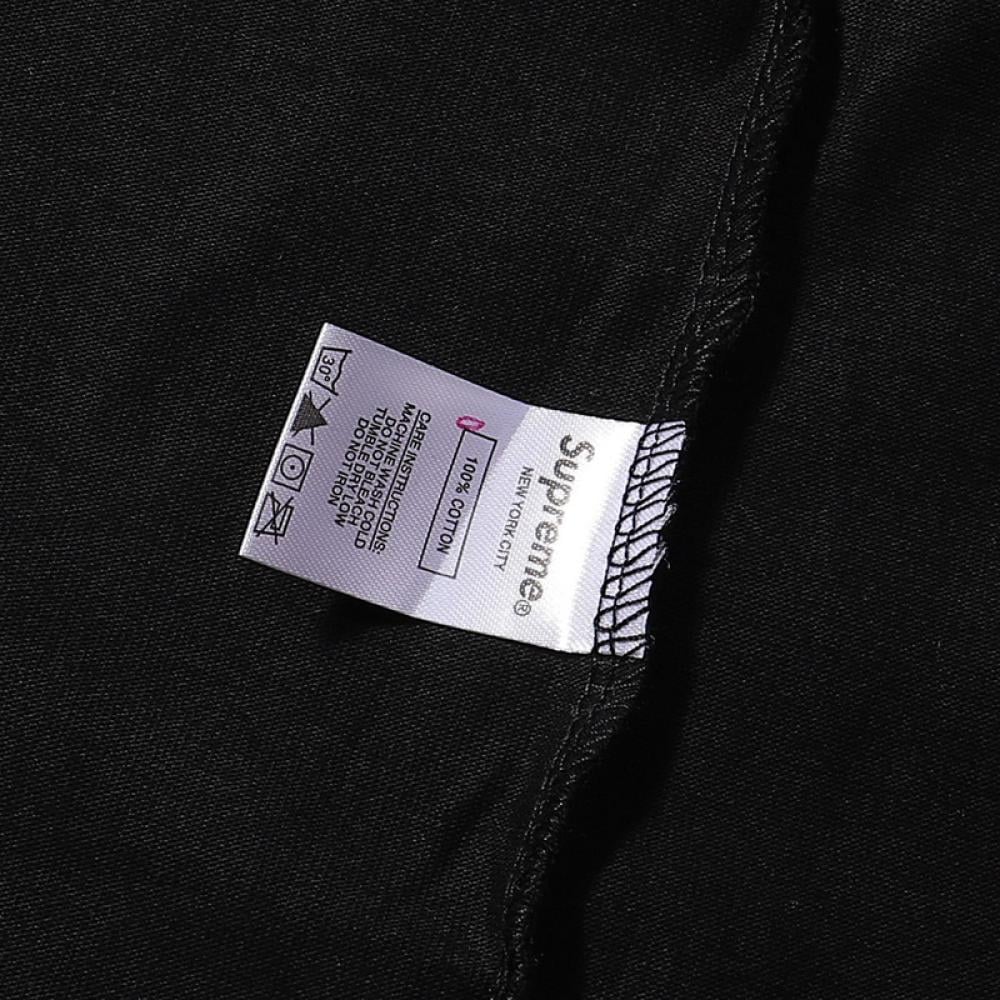 Supreme®
NEW YORK CITY
100% COTTON
0
CARE INSTRUCTIONS:
MACHINE WASH COLD
DO NOT BLEACH
TUMBLE DRY LOW
DO NOT IRON
30°